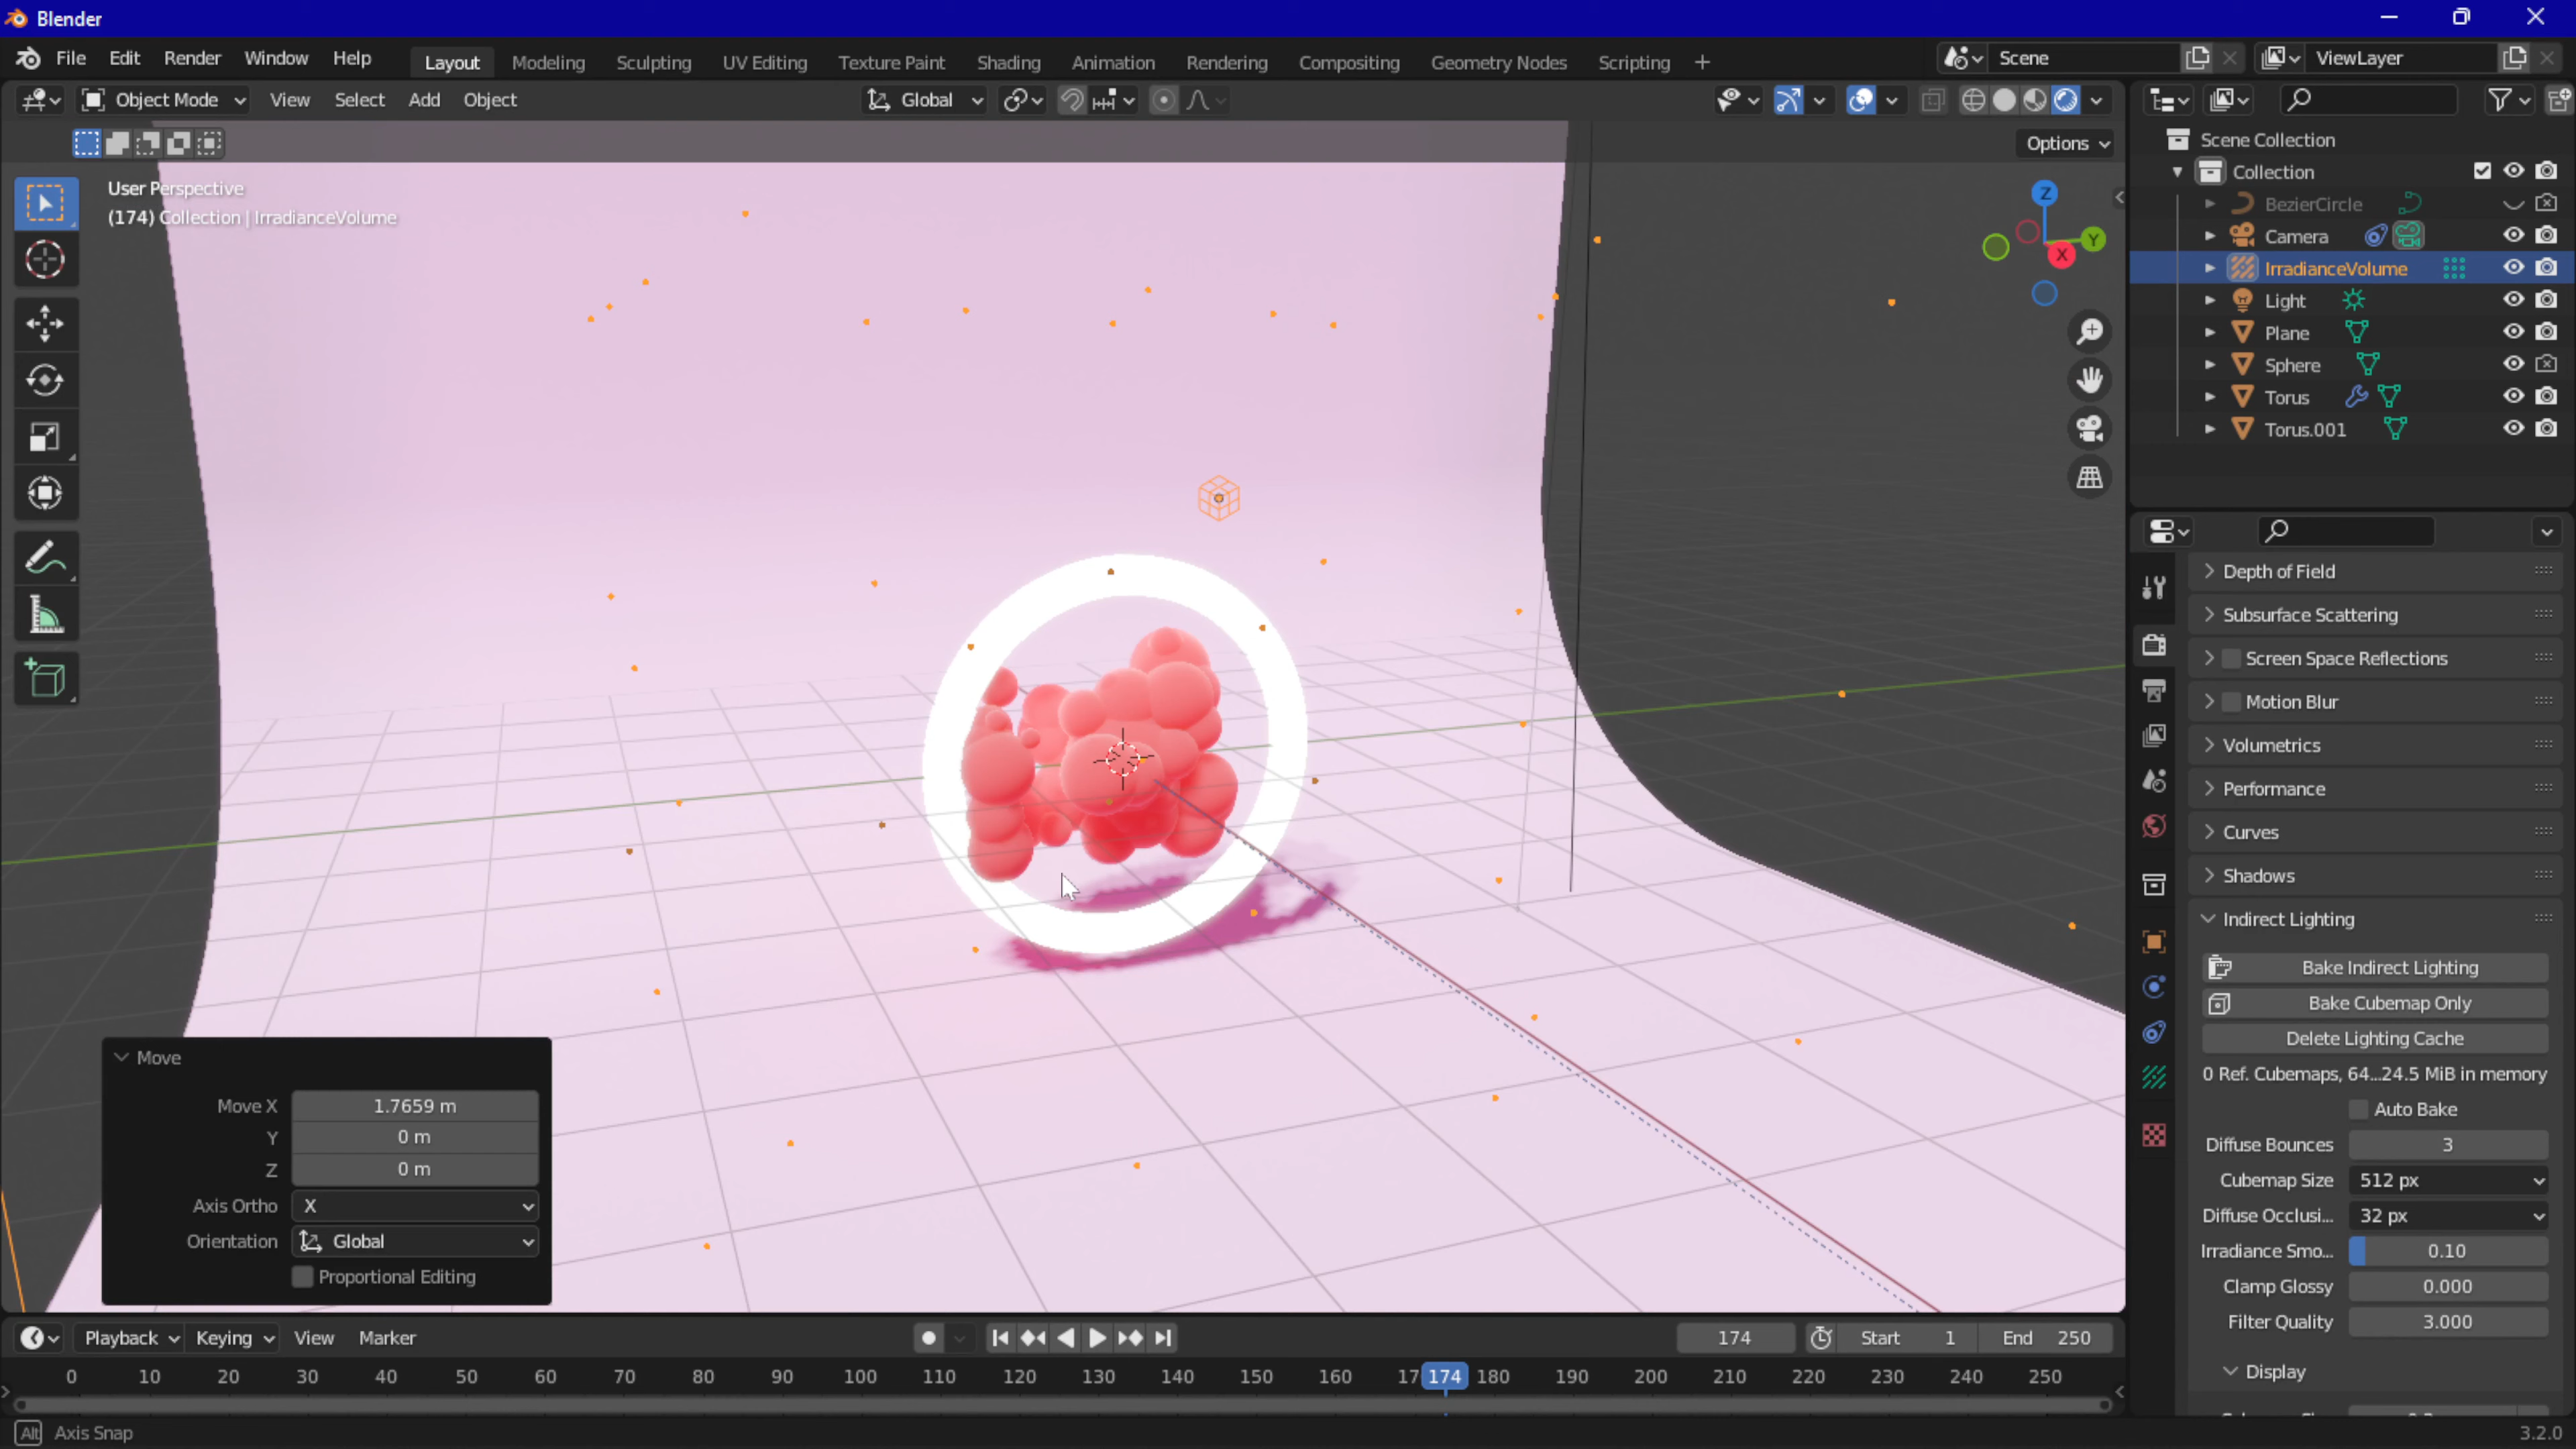 Blender
File Edit Render Window Help Layout Modeling Sculpting UV Editing Texture Paint Shading Animation Rendering Compositing Geometry Nodes Scripting + Scene ViewLayer
Object Mode View Select Add Object Global
Options
User Perspective
(174) Collection | IrradianceVolume
Z
Y
X
Scene Collection
Collection
BezierCircle
Camera
IrradianceVolume
Light
Plane
Sphere
Torus
Torus.001
Depth of Field
Subsurface Scattering
Screen Space Reflections
Motion Blur
Volumetrics
Performance
Curves
Shadows
Indirect Lighting
Bake Indirect Lighting
Bake Cubemap Only
Delete Lighting Cache
0 Ref. Cubemaps, 64...24.5 MiB in memory
Auto Bake
Diffuse Bounces 3
Cubemap Size 512 px
Diffuse Occlusi... 32 px
Irradiance Smo... 0.10
Clamp Glossy 0.000
Filter Quality 3.000
Display
Move
Move X 1.7659 m
Y 0 m
Z 0 m
Axis Ortho X
Orientation Global
Proportional Editing
Playback Keying View Marker 174 Start 1 End 250
0 10 20 30 40 50 60 70 80 90 100 110 120 130 140 150 160 17 174 180 190 200 210 220 230 240 250
Alt Axis Snap 3.2.0